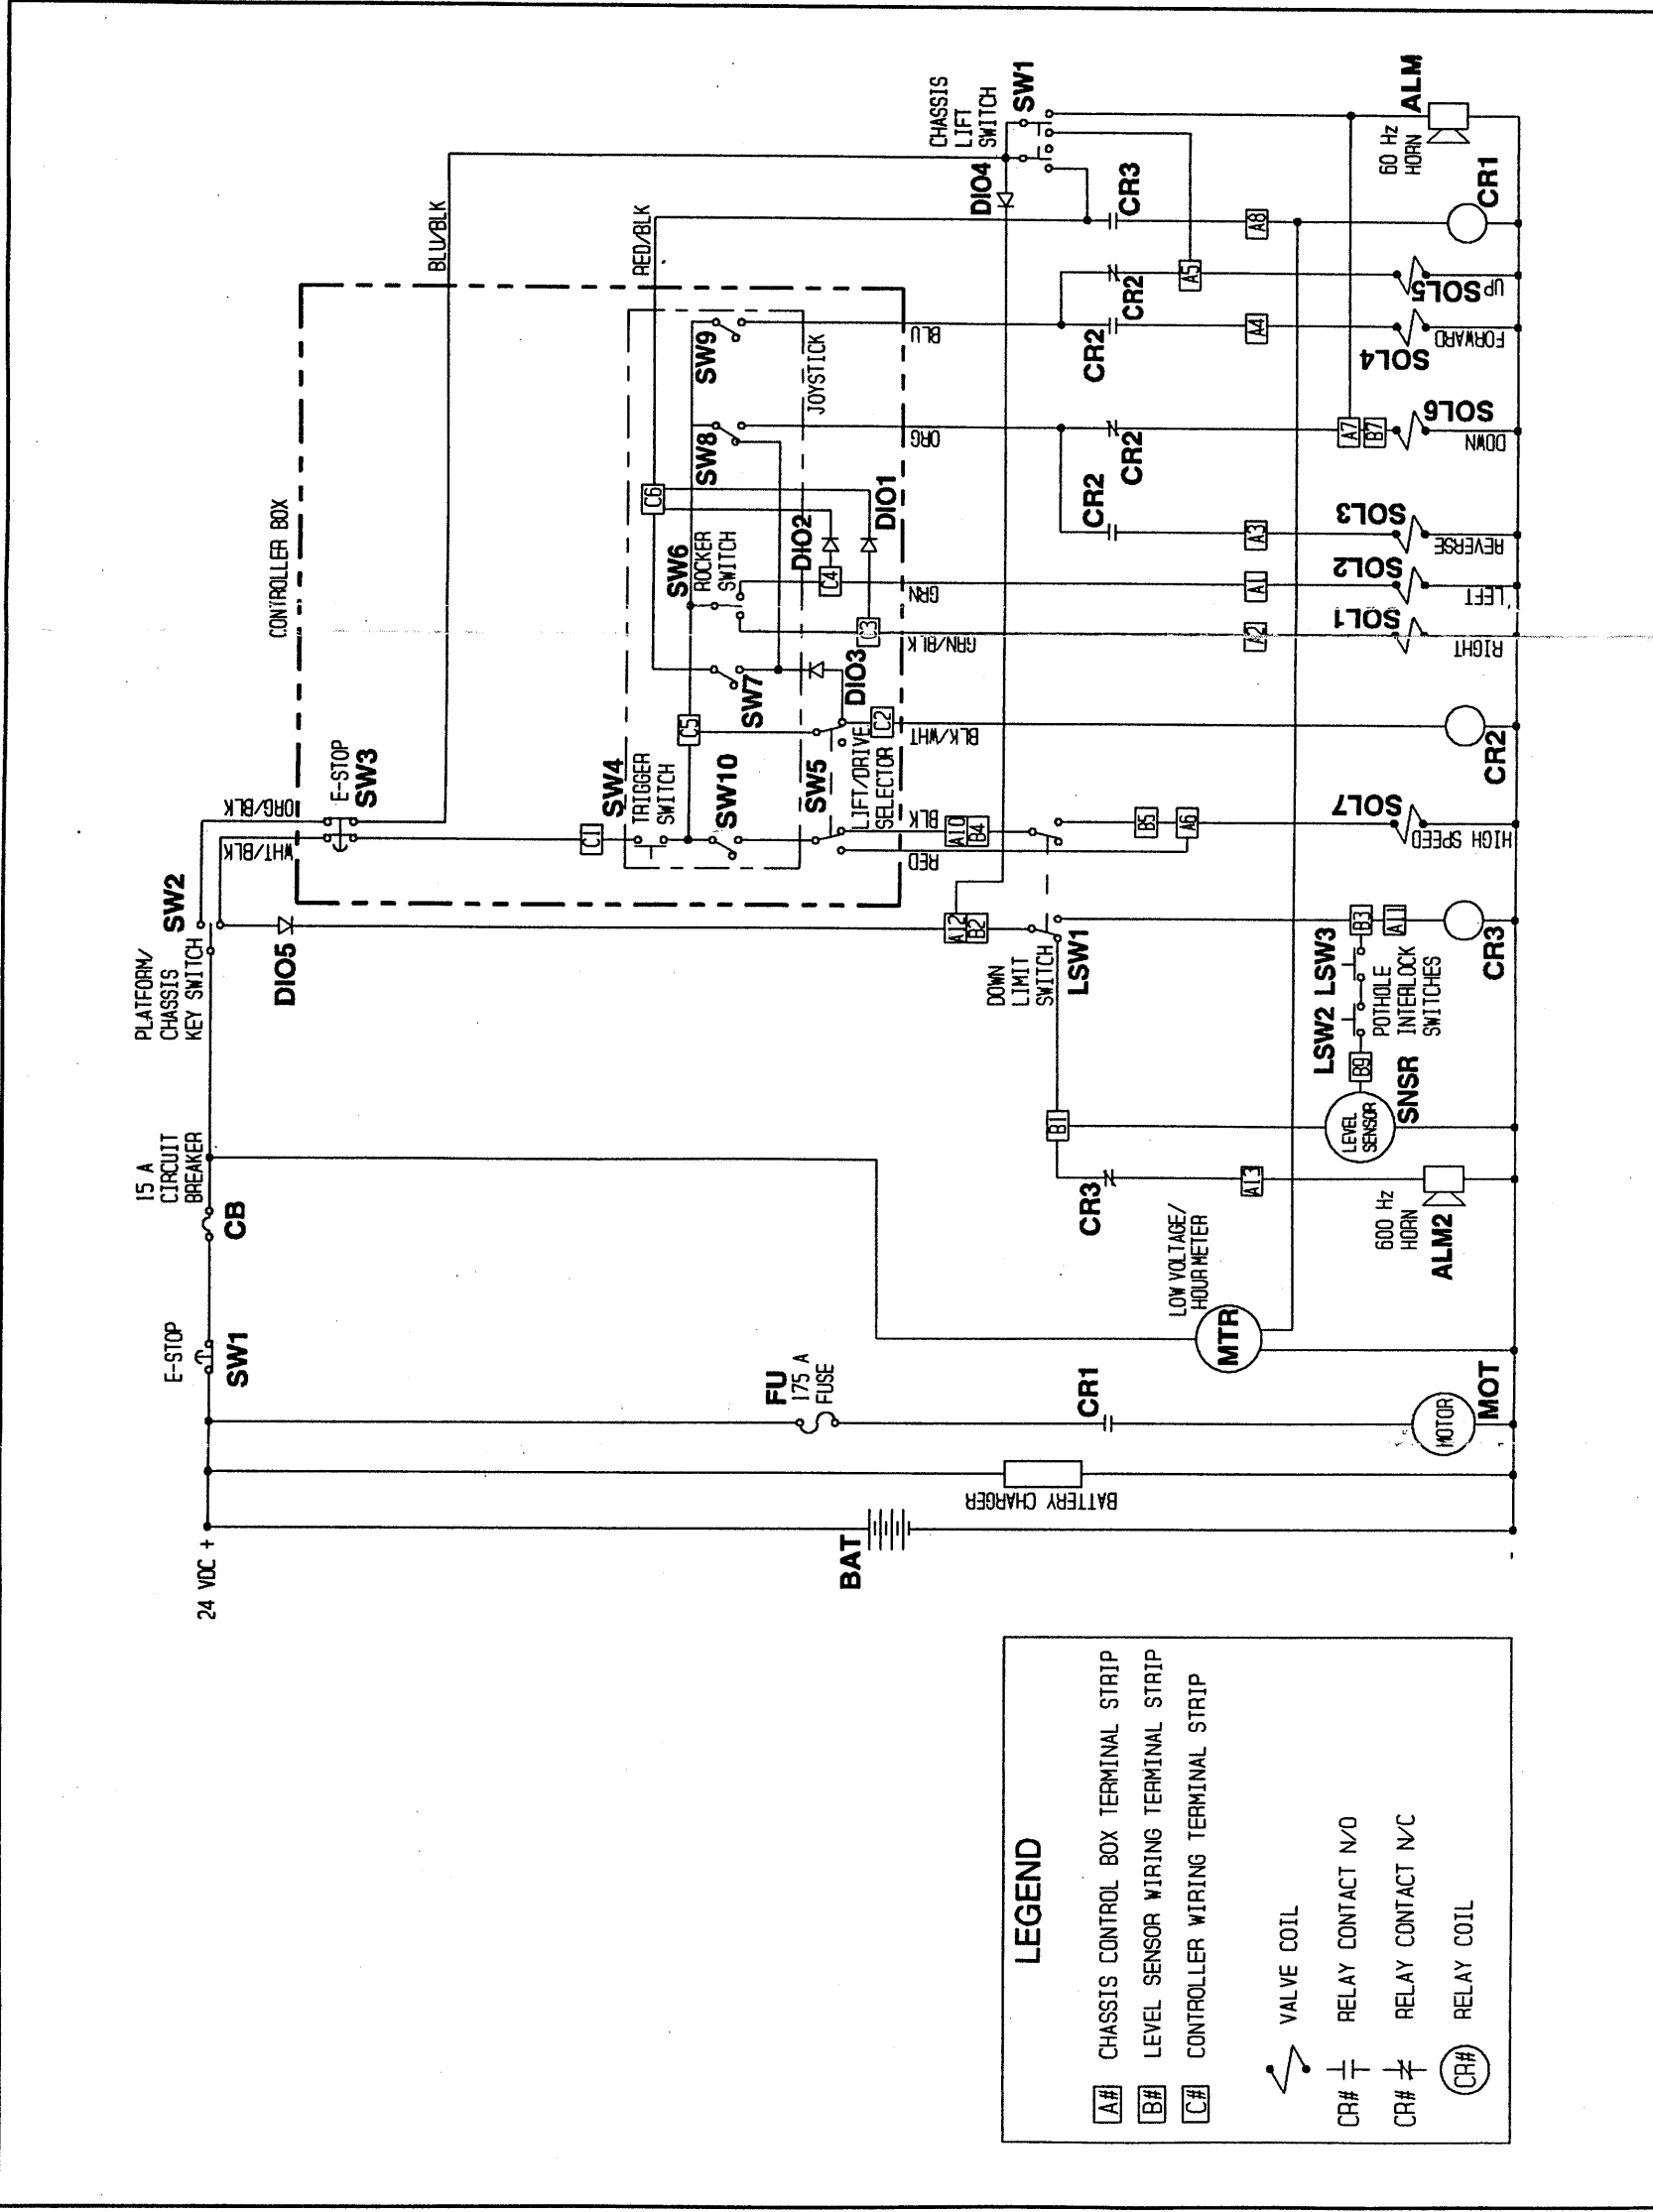 24 VDC +
-
BAT
BATTERY CHARGER
FU
175 A
FUSE
CR1
MOTOR
MOT
E-STOP
SW1
15 A
CIRCUIT
BREAKER
CB
LOW VOLTAGE/
HOURMETER
MTR
PLATFORM/
CHASSIS
KEY SWITCH
SW2
DIO5
ORG/BLK
WHT/BLK
E-STOP
SW3
CONTROLLER BOX
BLU/BLK
RED/BLK
C1
SW4
TRIGGER
SWITCH
C5
SW10
SW7
SW5
LIFT/DRIVE
SELECTOR
C2
DIO3
SW6
ROCKER
SWITCH
C6
C4
C3
DIO2
DIO1
SW8
SW9
JOYSTICK
RED
BLK
BLK/WHT
GRN/BLK
GRN
ORG
BLU
A12
B2
A10
B4
DOWN
LIMIT
SWITCH
LSW1
B1
CR3
A13
600 Hz
HORN
ALM2
LEVEL
SENSOR
SNSR
B9
LSW2
LSW3
POTHOLE
INTERLOCK
SWITCHES
B3
A11
CR3
B5
A6
SOL7
HIGH SPEED
CR2
A2
SOL1
RIGHT
A1
SOL2
LEFT
CR2
A3
SOL3
REVERSE
CR2
A7
B7
SOL6
DOWN
CR2
A4
SOL4
FORWARD
CR2
A5
SOL5
UP
DIO4
CHASSIS
LIFT
SWITCH
SW1
CR3
A8
CR1
60 Hz
HORN
ALM
LEGEND
A# CHASSIS CONTROL BOX TERMINAL STRIP
B# LEVEL SENSOR WIRING TERMINAL STRIP
C# CONTROLLER WIRING TERMINAL STRIP
VALVE COIL
CR# RELAY CONTACT N/O
CR# RELAY CONTACT N/C
CR# RELAY COIL